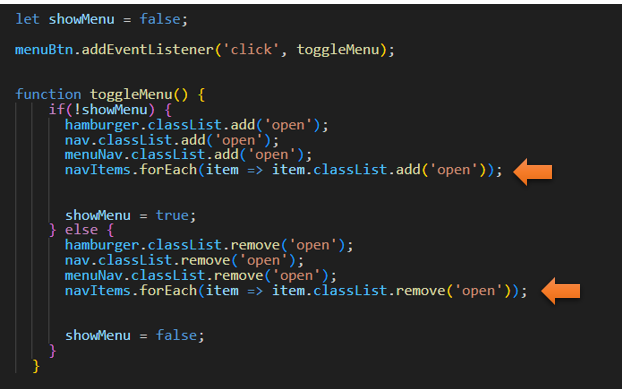 let showMenu = false;
menuBtn.addEventListener('click', toggleMenu);
function toggleMenu() {
if(!showMenu) {
hamburger.classList.add('open');
nav.classList.add('open');
menuNav.classList.add('open');
navItems.forEach(item => item.classList.add('open'));
showMenu = true;
} else {
hamburger.classList.remove('open');
nav.classList.remove('open');
menuNav.classList.remove('open');
navItems.forEach(item => item.classList.remove('open'));
showMenu = false;
}
}